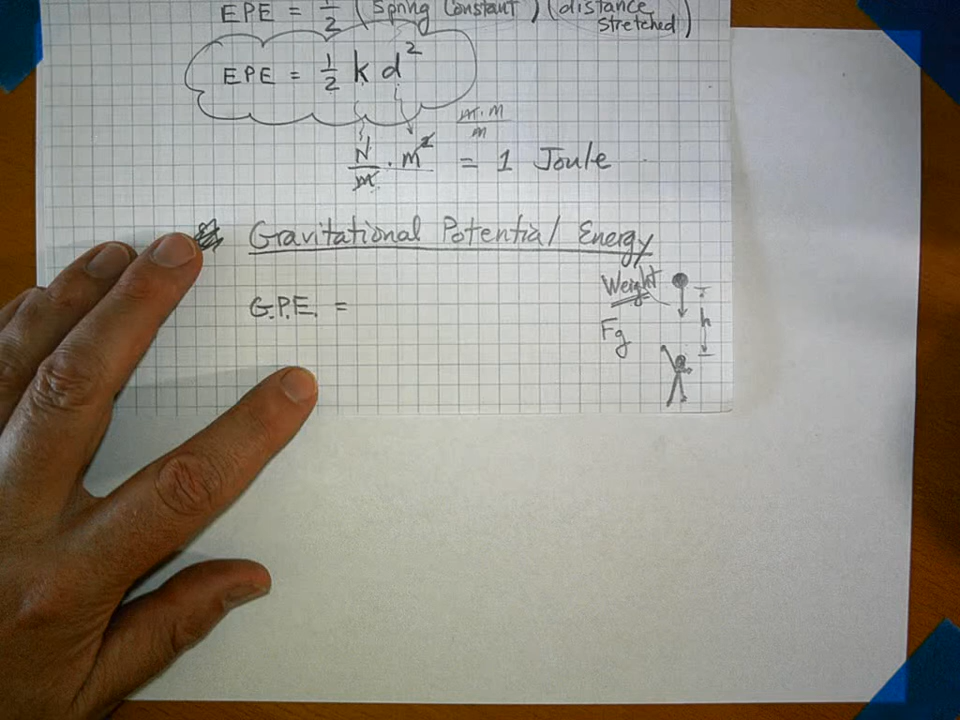 EPE = 1/2 (Spring Constant) (distance stretched)
EPE = 1/2 k d²
m·m/m
N/m · m² = 1 Joule
Gravitational Potential Energy
G.P.E. =
Weight
Fg
h